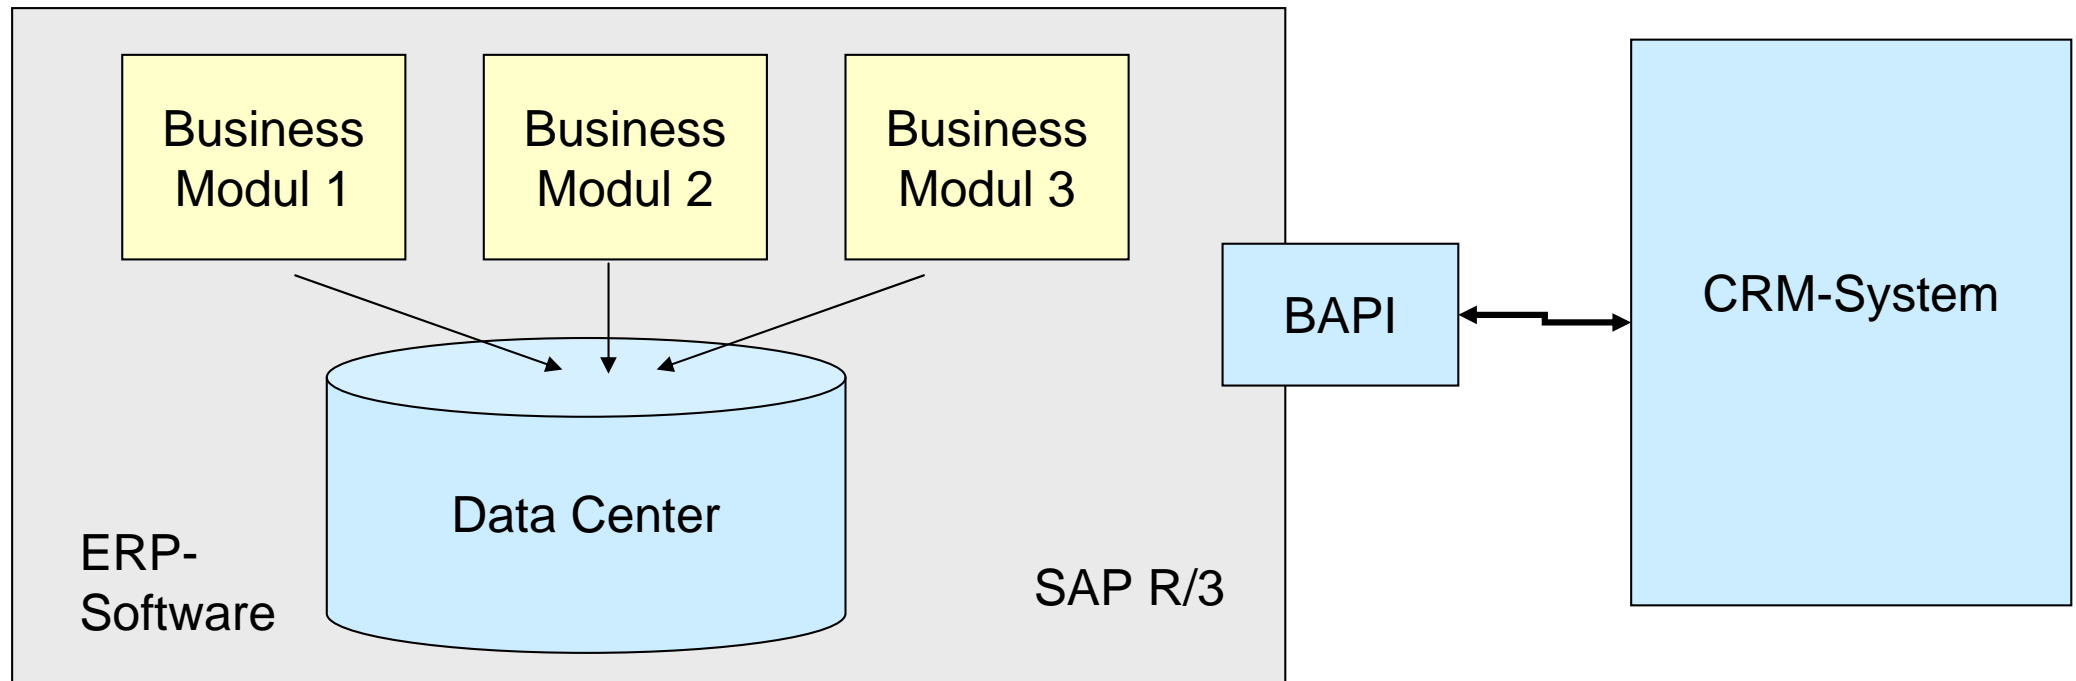 Business
Modul 1
Business
Modul 2
Business
Modul 3
BAPI
CRM-System
Data Center
ERP-
Software
SAP R/3